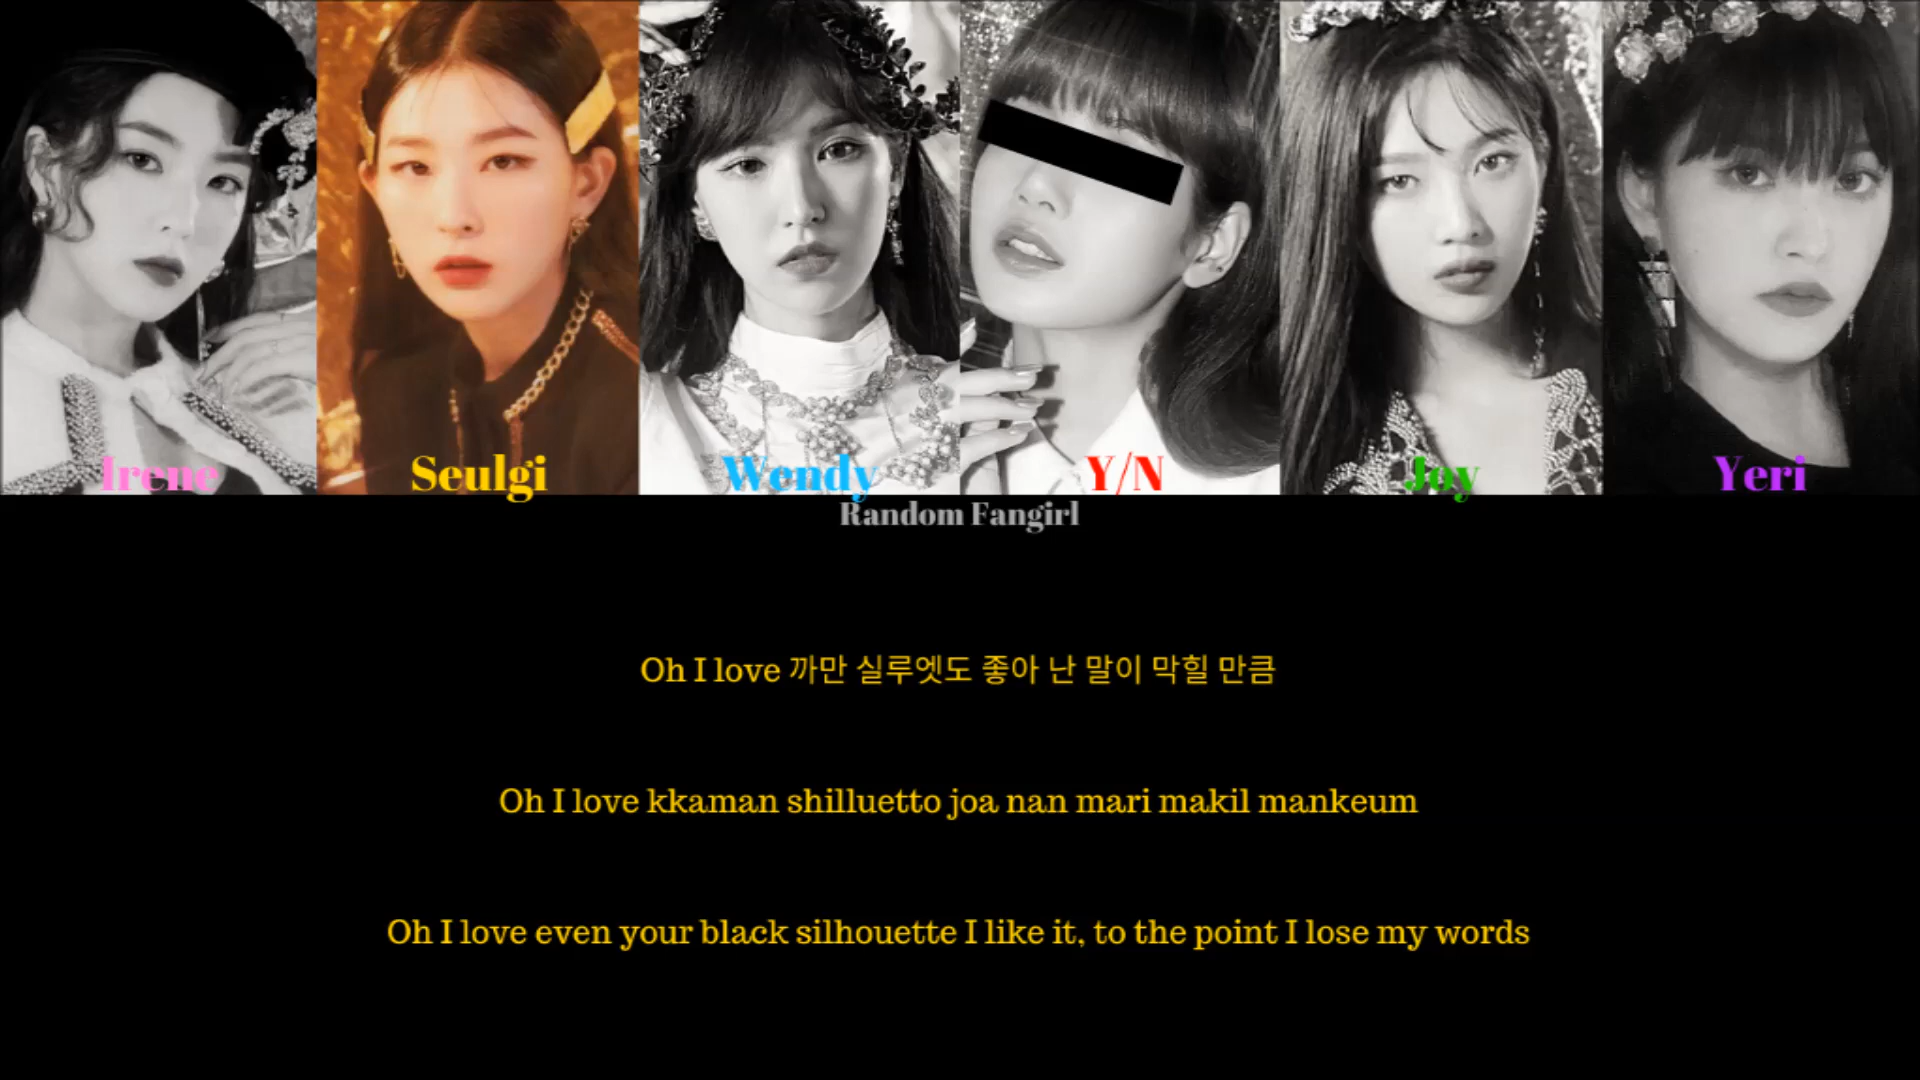 Irene Seulgi Wendy Y/N Joy Yeri
Random Fangirl
Oh I love 까만 실루엣도 좋아 난 말이 막힐 만큼
Oh I love kkaman shilluetto joa nan mari makil mankeum
Oh I love even your black silhouette I like it, to the point I lose my words